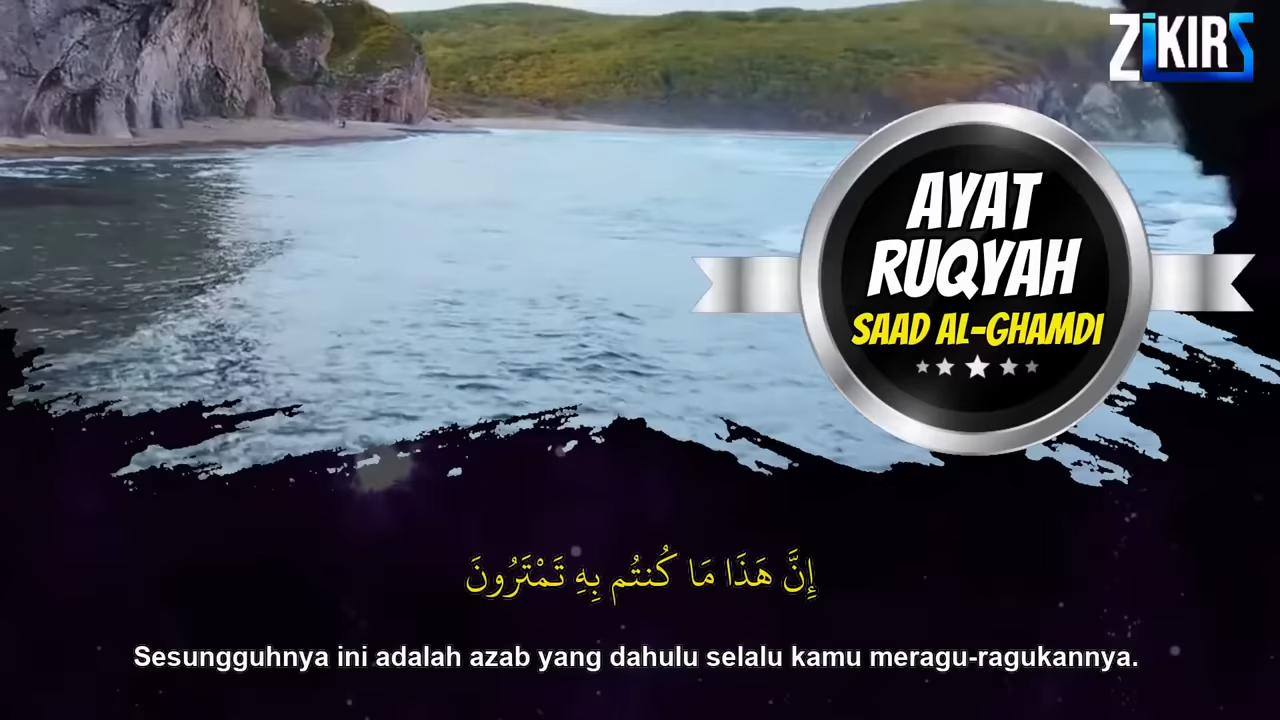 ZiKIRS
AYAT
RUQYAH
SAAD AL-GHAMDI
إِنَّ هَذَا مَا كُنتُم بِهِ تَمْتَرُونَ
Sesungguhnya ini adalah azab yang dahulu selalu kamu meragu-ragukannya.